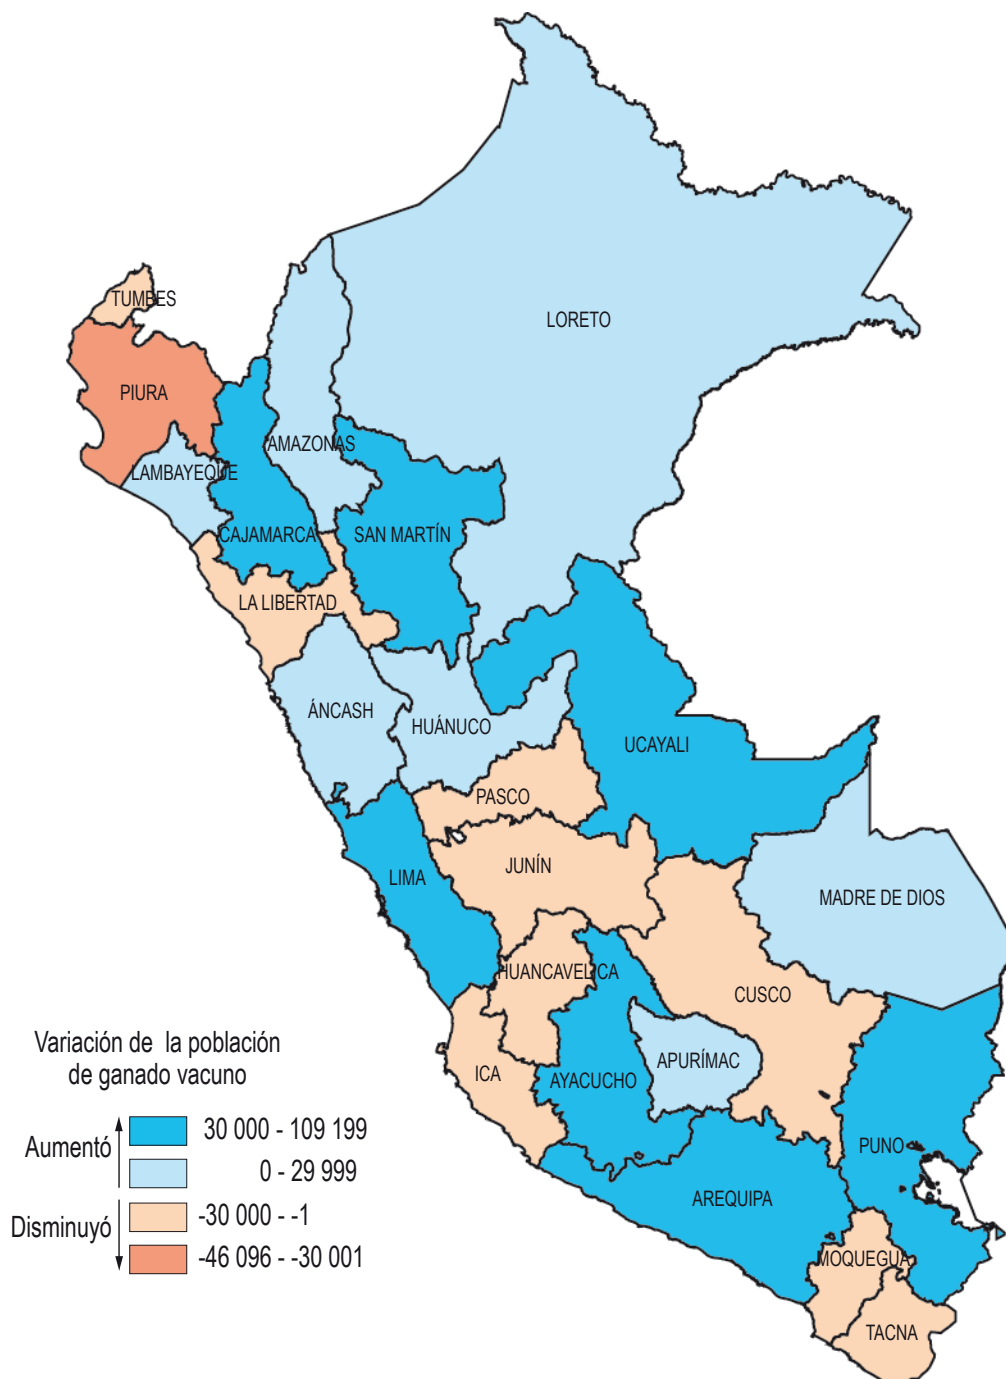 LORETO
TUMBES
PIURA
AMAZONAS
LAMBAYEQUE
CAJAMARCA
SAN MARTÍN
LA LIBERTAD
ÁNCASH
HUÁNUCO
UCAYALI
PASCO
JUNÍN
LIMA
MADRE DE DIOS
HUANCAVELICA
CUSCO
ICA
AYACUCHO
APURÍMAC
PUNO
AREQUIPA
MOQUEGUA
TACNA
Variación de la población
de ganado vacuno
Aumentó
30 000 - 109 199
0 - 29 999
Disminuyó
-30 000 - -1
-46 096 - -30 001